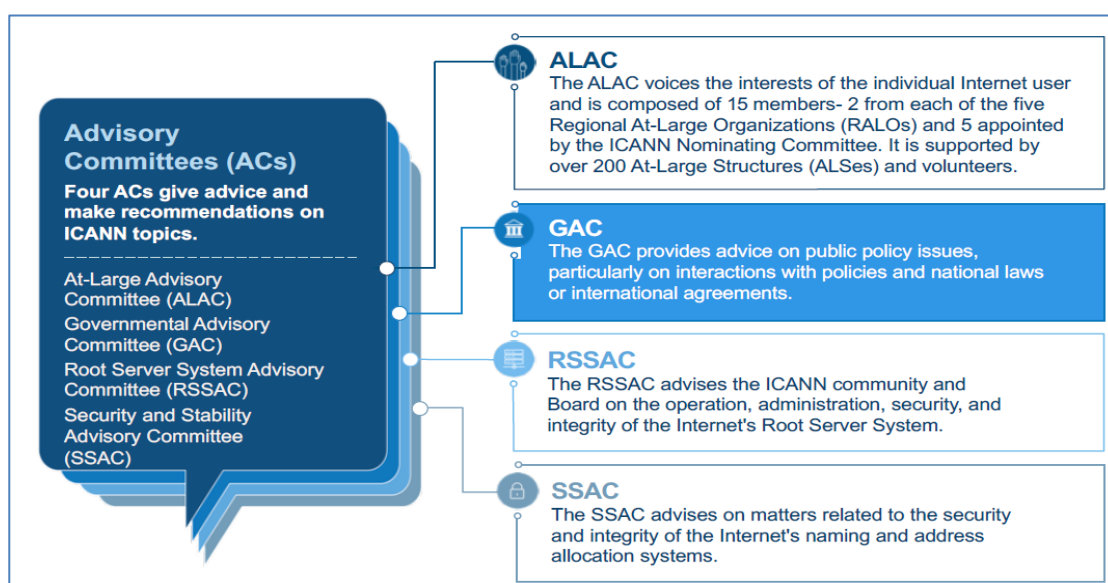 Advisory
Committees (ACs)
Four ACs give advice and
make recommendations on
ICANN topics.
At-Large Advisory
Committee (ALAC)
Governmental Advisory
Committee (GAC)
Root Server System Advisory
Committee (RSSAC)
Security and Stability
Advisory Committee
(SSAC)
ALAC
The ALAC voices the interests of the individual Internet user
and is composed of 15 members- 2 from each of the five
Regional At-Large Organizations (RALOs) and 5 appointed
by the ICANN Nominating Committee. It is supported by
over 200 At-Large Structures (ALSes) and volunteers.
GAC
The GAC provides advice on public policy issues,
particularly on interactions with policies and national laws
or international agreements.
RSSAC
The RSSAC advises the ICANN community and
Board on the operation, administration, security, and
integrity of the Internet's Root Server System.
SSAC
The SSAC advises on matters related to the security
and integrity of the Internet's naming and address
allocation systems.